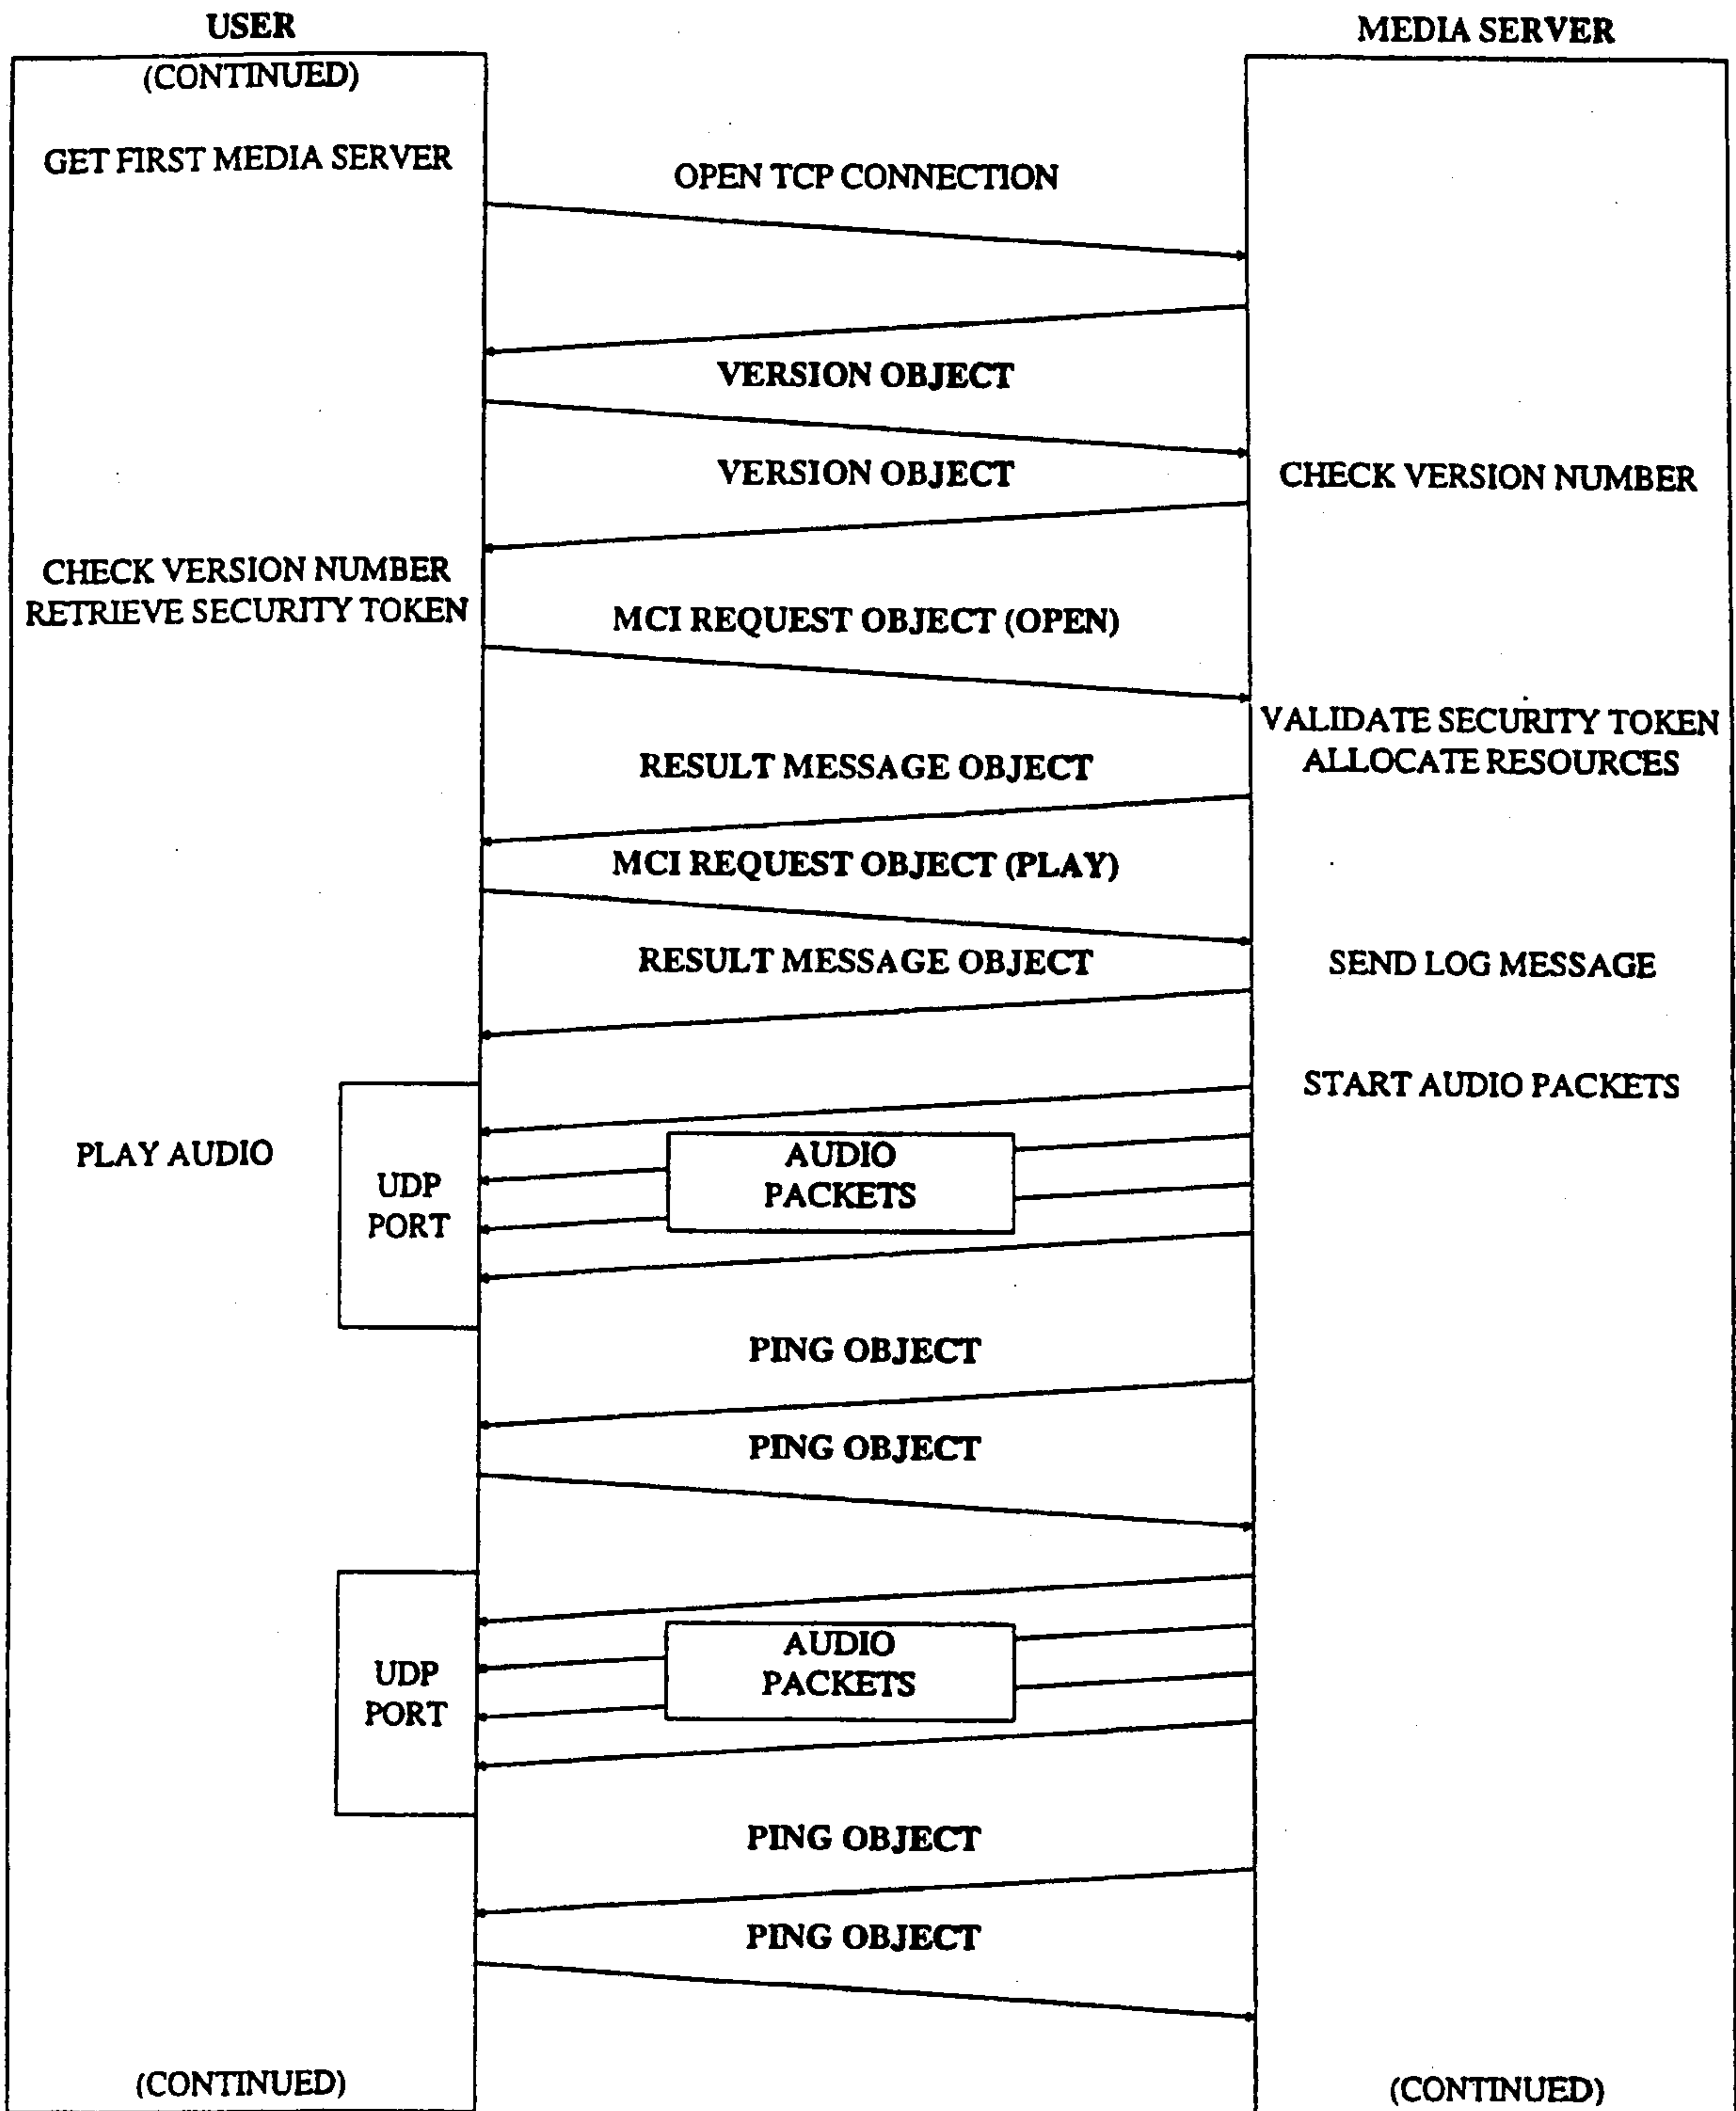 USER
MEDIA SERVER
(CONTINUED)
GET FIRST MEDIA SERVER
OPEN TCP CONNECTION
VERSION OBJECT
VERSION OBJECT
CHECK VERSION NUMBER
CHECK VERSION NUMBER
RETRIEVE SECURITY TOKEN
MCI REQUEST OBJECT (OPEN)
VALIDATE SECURITY TOKEN
ALLOCATE RESOURCES
RESULT MESSAGE OBJECT
MCI REQUEST OBJECT (PLAY)
RESULT MESSAGE OBJECT
SEND LOG MESSAGE
START AUDIO PACKETS
PLAY AUDIO
UDP
PORT
AUDIO
PACKETS
PING OBJECT
PING OBJECT
UDP
PORT
AUDIO
PACKETS
PING OBJECT
PING OBJECT
(CONTINUED)
(CONTINUED)